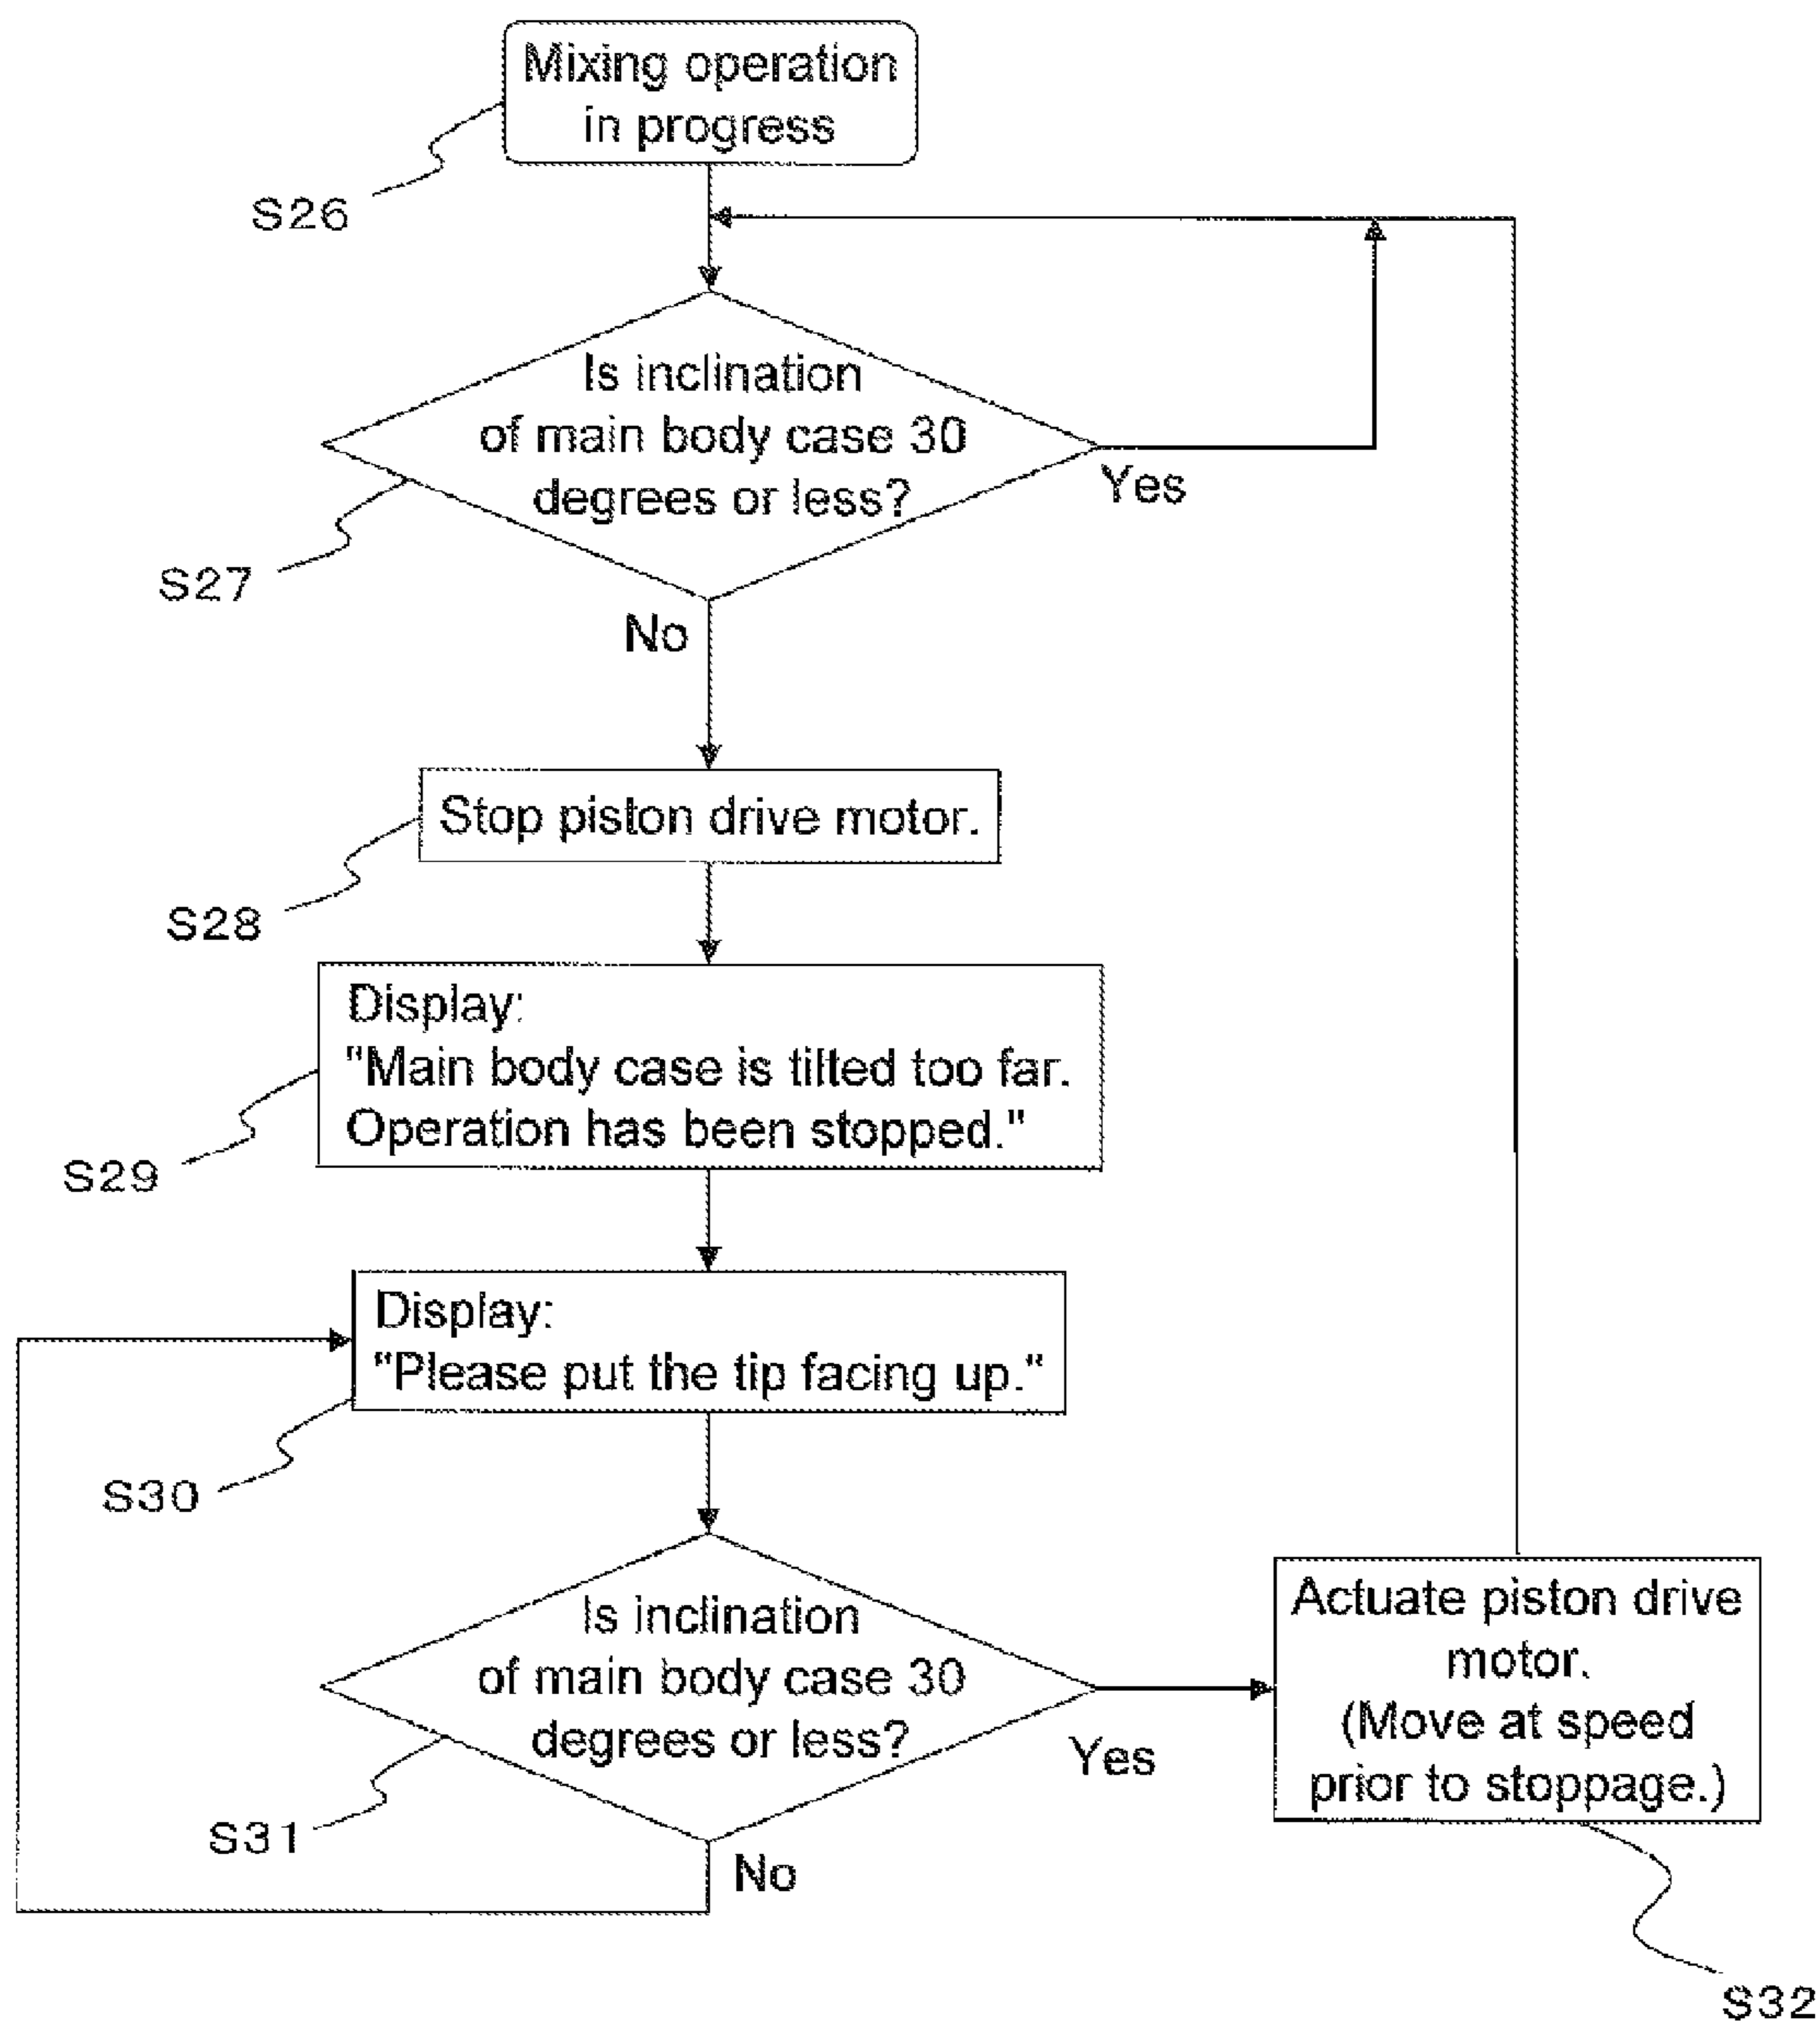 Mixing operation
in progress
S26
Is inclination
of main body case 30
degrees or less?
Yes
S27
No
Stop piston drive motor.
S28
Display:
"Main body case is tilted too far.
Operation has been stopped."
S29
Display:
"Please put the tip facing up."
S30
Is inclination
of main body case 30
degrees or less?
Yes
S31
No
Actuate piston drive
motor.
(Move at speed
prior to stoppage.)
S32